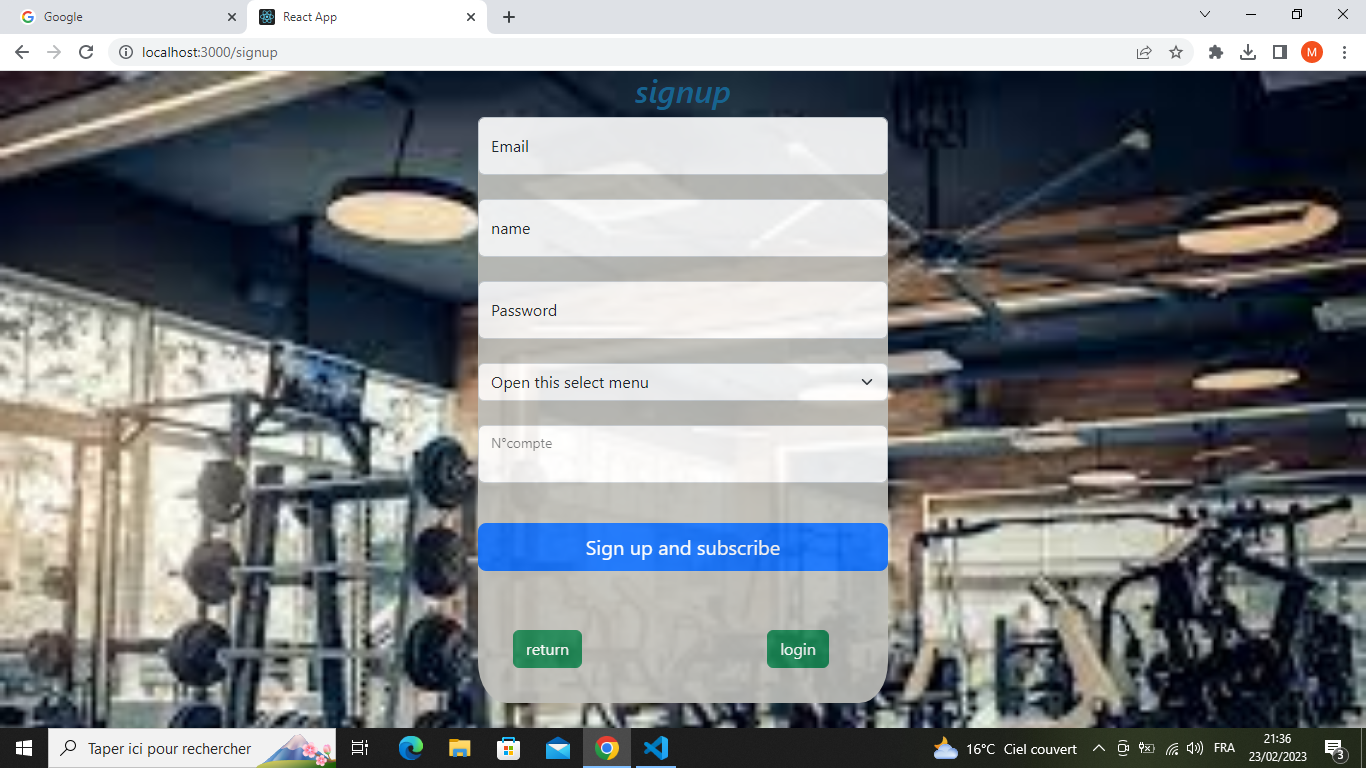 Google
React App
localhost:3000/signup
M
signup
Email
name
Password
Open this select menu
N°compte
Sign up and subscribe
return
login
Taper ici pour rechercher
16°C Ciel couvert
FRA
21:36
23/02/2023
3